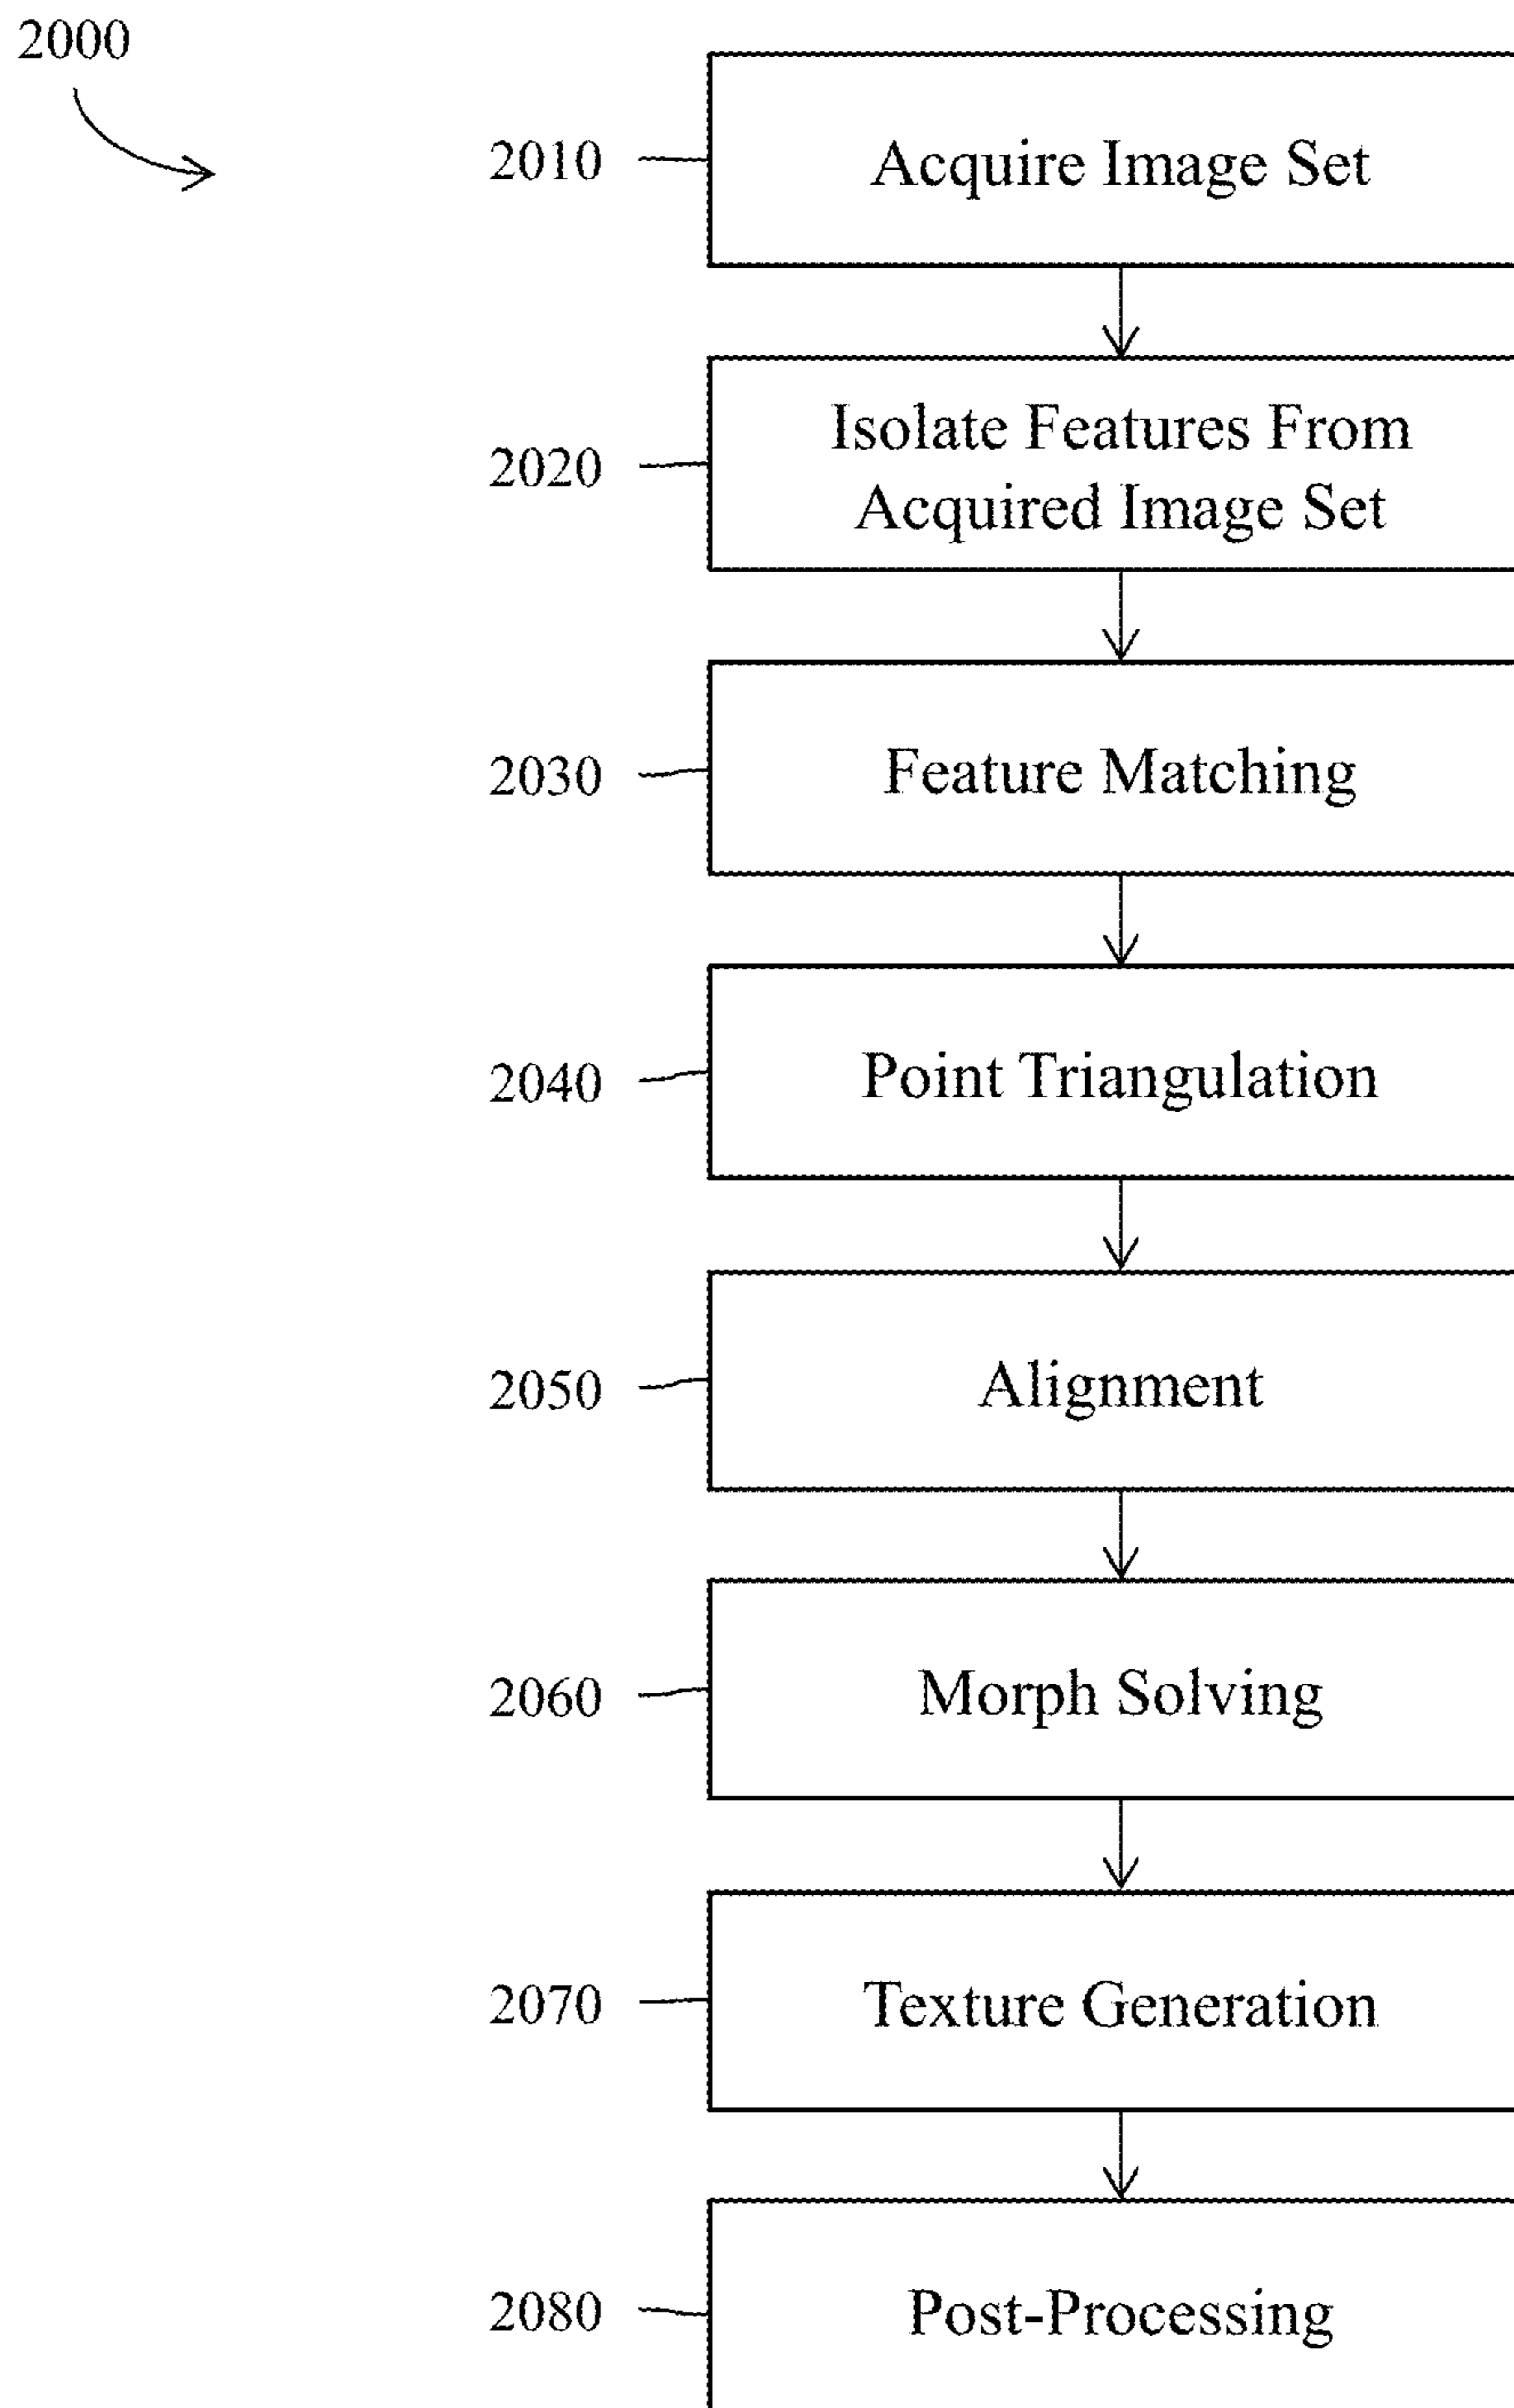 2000
2010
Acquire Image Set
2020
Isolate Features From
Acquired Image Set
2030
Feature Matching
2040
Point Triangulation
2050
Alignment
2060
Morph Solving
2070
Texture Generation
2080
Post-Processing